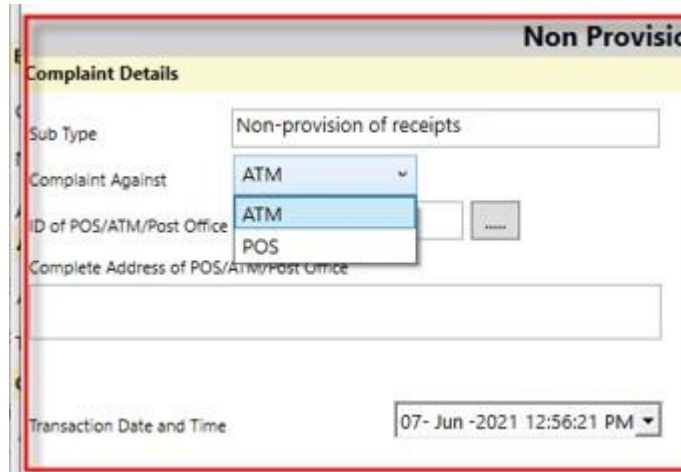 Non Provisio
Complaint Details
Sub Type
Non-provision of receipts
Complaint Against
ATM
ATM
POS
ID of POS/ATM/Post Office
.....
Complete Address of POS/ATM/Post Office
Transaction Date and Time
07- Jun -2021 12:56:21 PM